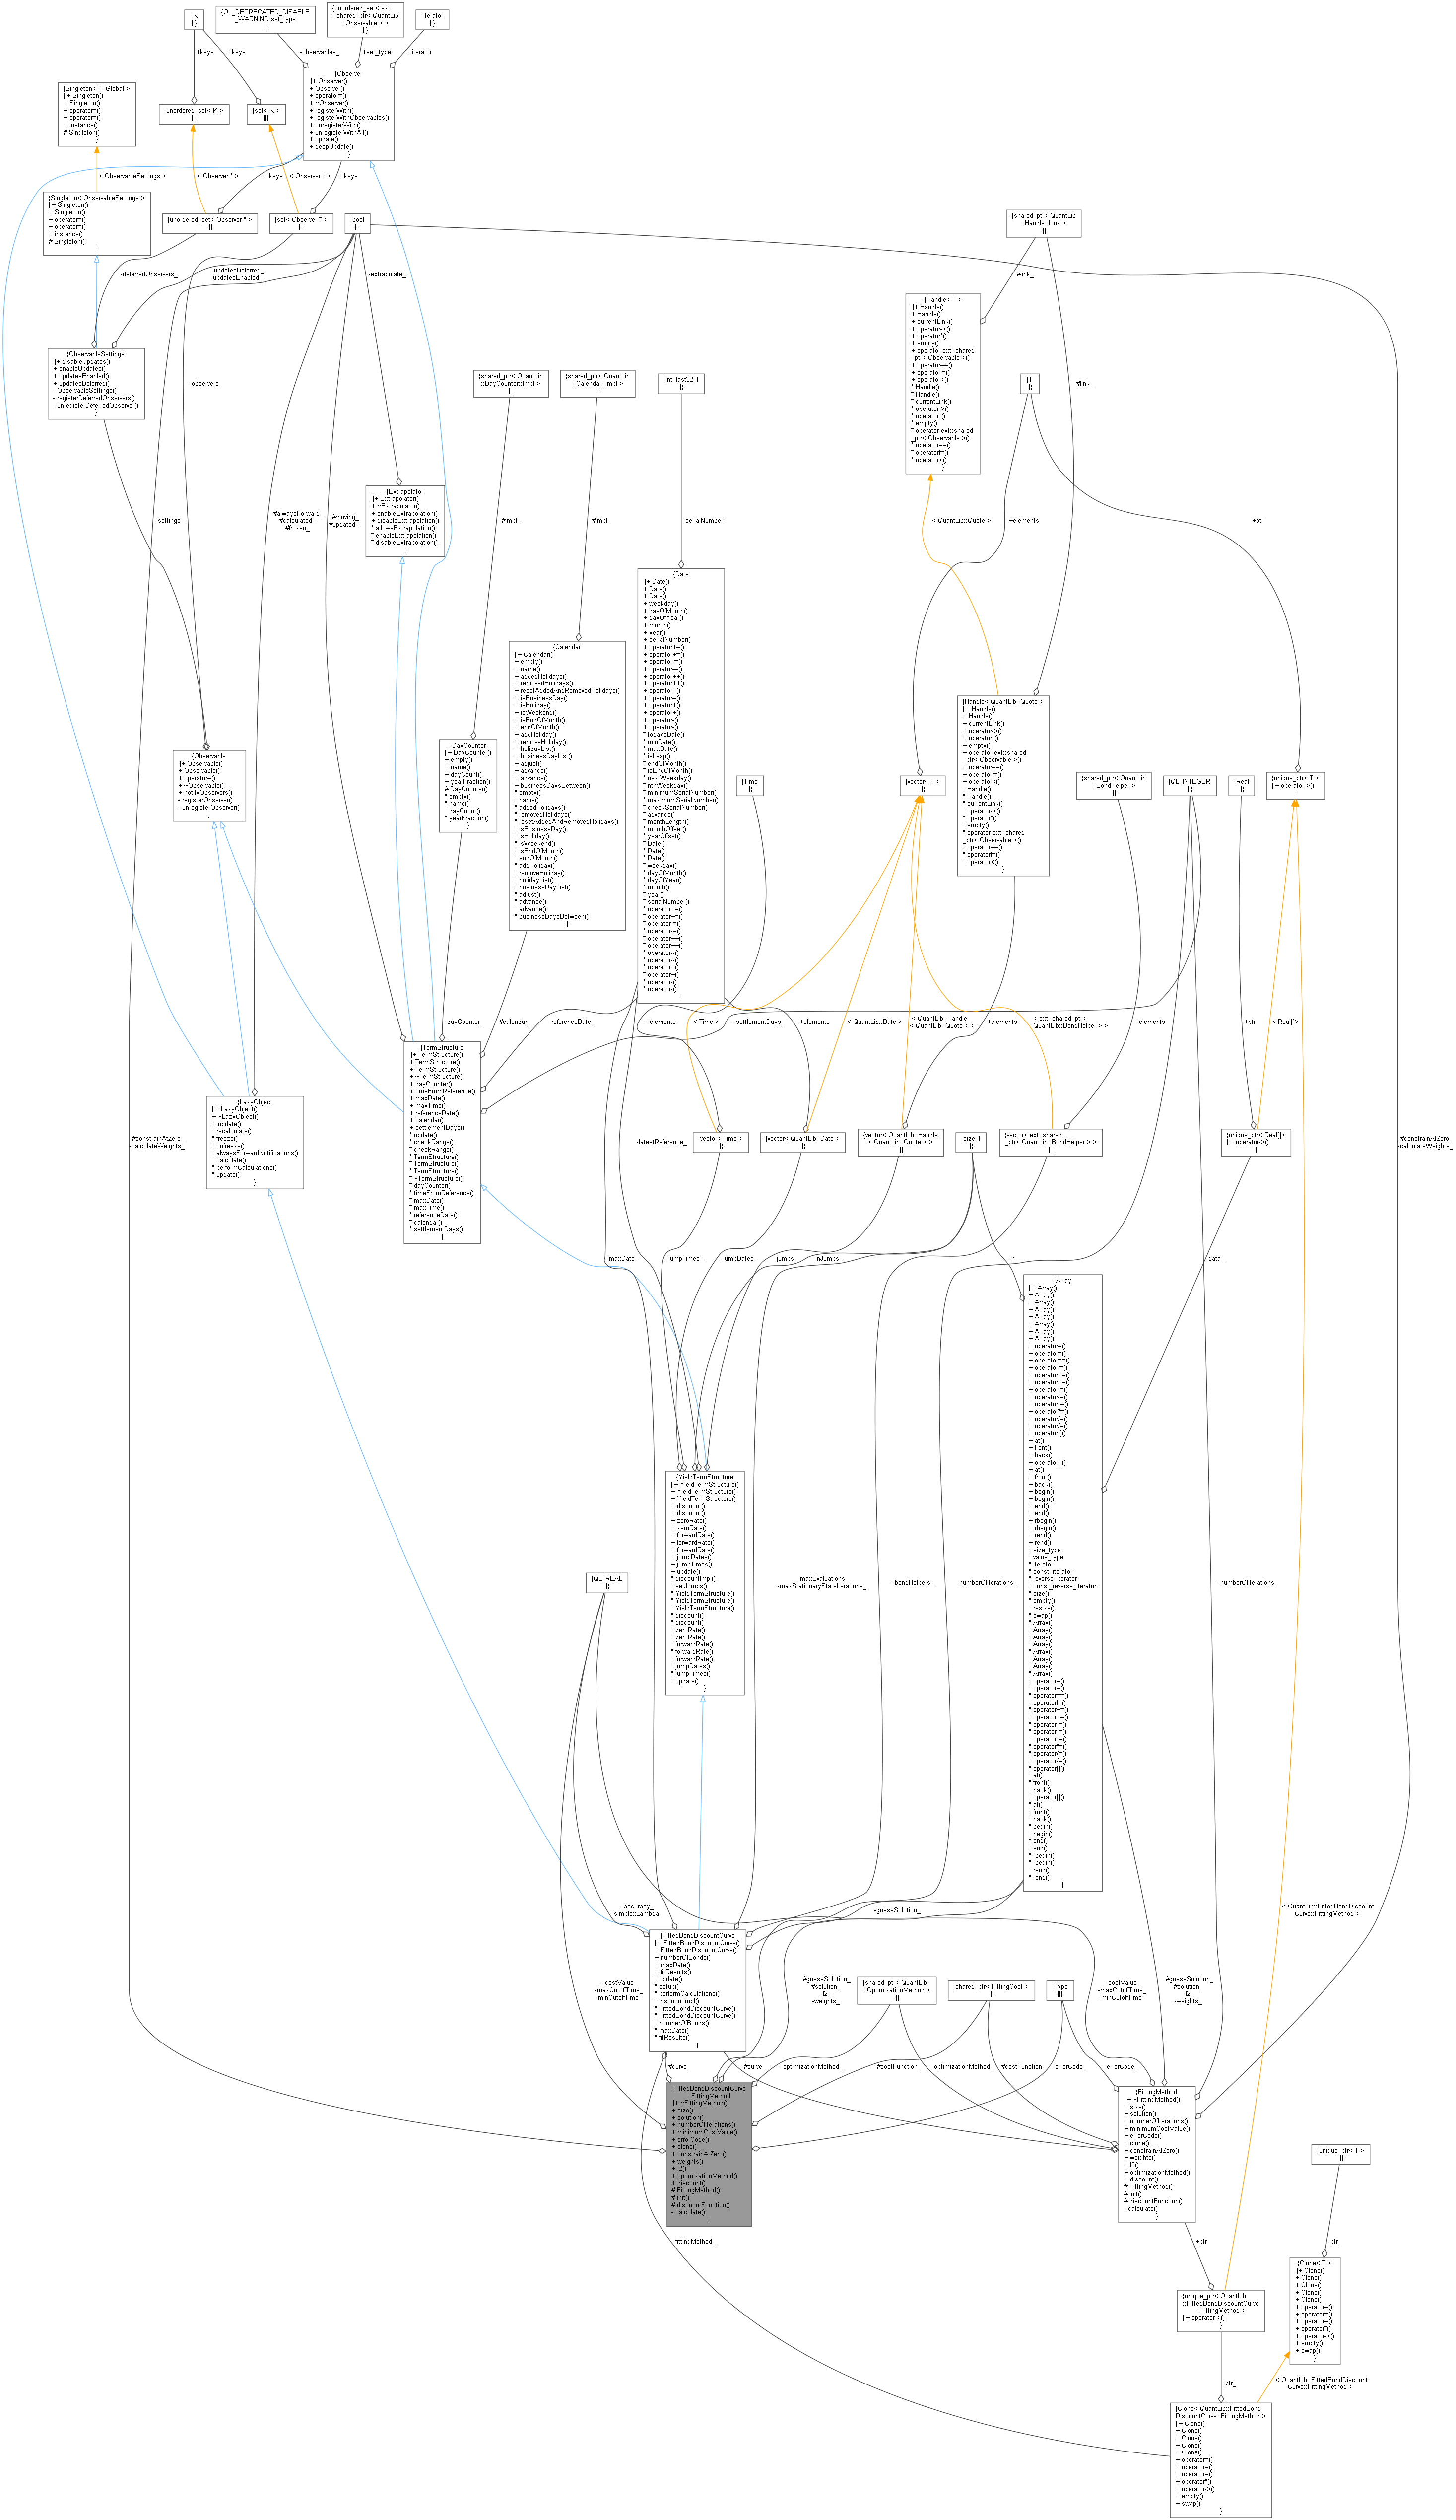 {K
||}
{QL_DEPRECATED_DISABLE
_WARNING set_type
||}
{unordered_set< ext
::shared_ptr< QuantLib
::Observable > >
||}
{iterator
||}
+keys
+keys
-observables_
+set_type
+iterator
{Singleton< T, Global >
||+ Singleton()
+ Singleton()
+ operator=()
+ operator=()
+ instance()
# Singleton()
}
{unordered_set< K >
||}
{set< K >
||}
{Observer
||+ Observer()
+ Observer()
+ operator=()
+ ~Observer()
+ registerWith()
+ registerWithObservables()
+ unregisterWith()
+ unregisterWithAll()
+ update()
+ deepUpdate()
}
< ObservableSettings >
< Observer * >
+keys
< Observer * >
+keys
{Singleton< ObservableSettings >
||+ Singleton()
+ Singleton()
+ operator=()
+ operator=()
+ instance()
# Singleton()
}
{unordered_set< Observer * >
||}
{set< Observer * >
||}
{bool
||}
{shared_ptr< QuantLib
::Handle::Link >
||}
-deferredObservers_
-updatesDeferred_
-updatesEnabled_
-extrapolate_
#link_
{Handle< T >
||+ Handle()
+ Handle()
+ currentLink()
+ operator->()
+ operator*()
+ empty()
+ operator ext::shared
_ptr< Observable >()
+ operator==()
+ operator!=()
+ operator<()
* Handle()
* Handle()
* currentLink()
* operator->()
* operator*()
* empty()
* operator ext::shared
_ptr< Observable >()
* operator==()
* operator!=()
* operator<()
}
{ObservableSettings
||+ disableUpdates()
+ enableUpdates()
+ updatesEnabled()
+ updatesDeferred()
- ObservableSettings()
- registerDeferredObservers()
- unregisterDeferredObserver()
}
-observers_
{shared_ptr< QuantLib
::DayCounter::Impl >
||}
{shared_ptr< QuantLib
::Calendar::Impl >
||}
{int_fast32_t
||}
{T
||}
#link_
-settings_
#alwaysForward_
#calculated_
#frozen_
#moving_
#updated_
{Extrapolator
||+ Extrapolator()
+ ~Extrapolator()
+ enableExtrapolation()
+ disableExtrapolation()
* allowsExtrapolation()
* enableExtrapolation()
* disableExtrapolation()
}
#impl_
#impl_
-serialNumber_
< QuantLib::Quote >
+elements
+ptr
{Date
||+ Date()
+ Date()
+ Date()
+ weekday()
+ dayOfMonth()
+ dayOfYear()
+ month()
+ year()
+ serialNumber()
+ operator+=()
+ operator+=()
+ operator-=()
+ operator-=()
+ operator++()
+ operator++()
+ operator--()
+ operator--()
+ operator+()
+ operator+()
+ operator-()
+ operator-()
* todaysDate()
* minDate()
* maxDate()
* isLeap()
* endOfMonth()
* isEndOfMonth()
* nextWeekday()
* nthWeekday()
* minimumSerialNumber()
* maximumSerialNumber()
* checkSerialNumber()
* advance()
* monthLength()
* monthOffset()
* yearOffset()
* Date()
* Date()
* Date()
* weekday()
* dayOfMonth()
* dayOfYear()
* month()
* year()
* serialNumber()
* operator+=()
* operator+=()
* operator-=()
* operator-=()
* operator++()
* operator++()
* operator--()
* operator--()
* operator+()
* operator+()
* operator-()
* operator-()
}
{Calendar
||+ Calendar()
+ empty()
+ name()
+ addedHolidays()
+ removedHolidays()
+ resetAddedAndRemovedHolidays()
+ isBusinessDay()
+ isHoliday()
+ isWeekend()
+ isEndOfMonth()
+ endOfMonth()
+ addHoliday()
+ removeHoliday()
+ holidayList()
+ businessDayList()
+ adjust()
+ advance()
+ advance()
+ businessDaysBetween()
* empty()
* name()
* addedHolidays()
* removedHolidays()
* resetAddedAndRemovedHolidays()
* isBusinessDay()
* isHoliday()
* isWeekend()
* isEndOfMonth()
* endOfMonth()
* addHoliday()
* removeHoliday()
* holidayList()
* businessDayList()
* adjust()
* advance()
* advance()
* businessDaysBetween()
}
{Handle< QuantLib::Quote >
||+ Handle()
+ Handle()
+ currentLink()
+ operator->()
+ operator*()
+ empty()
+ operator ext::shared
_ptr< Observable >()
+ operator==()
+ operator!=()
+ operator<()
* Handle()
* Handle()
* currentLink()
* operator->()
* operator*()
* empty()
* operator ext::shared
_ptr< Observable >()
* operator==()
* operator!=()
* operator<()
}
{Observable
||+ Observable()
+ Observable()
+ operator=()
+ ~Observable()
+ notifyObservers()
- registerObserver()
- unregisterObserver()
}
{DayCounter
||+ DayCounter()
+ empty()
+ name()
+ dayCount()
+ yearFraction()
# DayCounter()
* empty()
* name()
* dayCount()
* yearFraction()
}
{Time
||}
{vector< T >
||}
{shared_ptr< QuantLib
::BondHelper >
||}
{QL_INTEGER
||}
{Real
||}
{unique_ptr< T >
||+ operator->()
}
-dayCounter_
#calendar_
-referenceDate_
+elements
< Time >
-settlementDays_
+elements
< QuantLib::Date >
< QuantLib::Handle
< QuantLib::Quote > >
+elements
< ext::shared_ptr<
QuantLib::BondHelper > >
+elements
+ptr
< Real[]>
{TermStructure
||+ TermStructure()
+ TermStructure()
+ TermStructure()
+ ~TermStructure()
+ dayCounter()
+ timeFromReference()
+ maxDate()
+ maxTime()
+ referenceDate()
+ calendar()
+ settlementDays()
* update()
* checkRange()
* checkRange()
* TermStructure()
* TermStructure()
* TermStructure()
* ~TermStructure()
* dayCounter()
* timeFromReference()
* maxDate()
* maxTime()
* referenceDate()
* calendar()
* settlementDays()
}
{LazyObject
||+ LazyObject()
+ ~LazyObject()
+ update()
* recalculate()
* freeze()
* unfreeze()
* alwaysForwardNotifications()
* calculate()
* performCalculations()
* update()
}
#constrainAtZero_
-calculateWeights_
-latestReference_
{vector< Time >
||}
{vector< QuantLib::Date >
||}
{vector< QuantLib::Handle
< QuantLib::Quote > >
||}
{size_t
||}
{vector< ext::shared
_ptr< QuantLib::BondHelper > >
||}
{unique_ptr< Real[]>
||+ operator->()
}
#constrainAtZero_
-calculateWeights_
-maxDate_
-jumpTimes_
-jumpDates_
-jumps_
-nJumps_
-n_
-data_
{Array
||+ Array()
+ Array()
+ Array()
+ Array()
+ Array()
+ Array()
+ Array()
+ Array()
+ operator=()
+ operator=()
+ operator==()
+ operator!=()
+ operator+=()
+ operator+=()
+ operator-=()
+ operator-=()
+ operator*=()
+ operator*=()
+ operator/=()
+ operator/=()
+ operator[]()
+ at()
+ front()
+ back()
+ operator[]()
+ at()
+ front()
+ back()
+ begin()
+ begin()
+ end()
+ end()
+ rbegin()
+ rbegin()
+ rend()
+ rend()
* size_type
* value_type
* iterator
* const_iterator
* reverse_iterator
* const_reverse_iterator
* size()
* empty()
* resize()
* swap()
* Array()
* Array()
* Array()
* Array()
* Array()
* Array()
* Array()
* Array()
* operator=()
* operator=()
* operator==()
* operator!=()
* operator+=()
* operator+=()
* operator-=()
* operator-=()
* operator*=()
* operator*=()
* operator/=()
* operator/=()
* operator[]()
* at()
* front()
* back()
* operator[]()
* at()
* front()
* back()
* begin()
* begin()
* end()
* end()
* rbegin()
* rbegin()
* rend()
* rend()
}
{YieldTermStructure
||+ YieldTermStructure()
+ YieldTermStructure()
+ YieldTermStructure()
+ discount()
+ discount()
+ zeroRate()
+ zeroRate()
+ forwardRate()
+ forwardRate()
+ forwardRate()
+ jumpDates()
+ jumpTimes()
+ update()
* discountImpl()
* setJumps()
* YieldTermStructure()
* YieldTermStructure()
* YieldTermStructure()
* discount()
* discount()
* zeroRate()
* zeroRate()
* forwardRate()
* forwardRate()
* forwardRate()
* jumpDates()
* jumpTimes()
* update()
}
{QL_REAL
||}
-maxEvaluations_
-maxStationaryStateIterations_
-bondHelpers_
-numberOfIterations_
-numberOfIterations_
-accuracy_
-simplexLambda_
-guessSolution_
< QuantLib::FittedBondDiscount
Curve::FittingMethod >
{FittedBondDiscountCurve
||+ FittedBondDiscountCurve()
+ FittedBondDiscountCurve()
+ numberOfBonds()
+ maxDate()
+ fitResults()
* update()
* setup()
* performCalculations()
* discountImpl()
* FittedBondDiscountCurve()
* FittedBondDiscountCurve()
* numberOfBonds()
* maxDate()
* fitResults()
}
-costValue_
-maxCutoffTime_
-minCutoffTime_
#guessSolution_
#solution_
-l2_
-weights_
{shared_ptr< QuantLib
::OptimizationMethod >
||}
{shared_ptr< FittingCost >
||}
{Type
||}
-costValue_
-maxCutoffTime_
-minCutoffTime_
#guessSolution_
#solution_
-l2_
-weights_
#curve_
#curve_
-optimizationMethod_
#costFunction_
-optimizationMethod_
#costFunction_
-errorCode_
-errorCode_
{FittedBondDiscountCurve
::FittingMethod
||+ ~FittingMethod()
+ size()
+ solution()
+ numberOfIterations()
+ minimumCostValue()
+ errorCode()
+ clone()
+ constrainAtZero()
+ weights()
+ l2()
+ optimizationMethod()
+ discount()
# FittingMethod()
# init()
# discountFunction()
- calculate()
}
{FittingMethod
||+ ~FittingMethod()
+ size()
+ solution()
+ numberOfIterations()
+ minimumCostValue()
+ errorCode()
+ clone()
+ constrainAtZero()
+ weights()
+ l2()
+ optimizationMethod()
+ discount()
# FittingMethod()
# init()
# discountFunction()
- calculate()
}
{unique_ptr< T >
||}
-fittingMethod_
+ptr
-ptr_
{unique_ptr< QuantLib
::FittedBondDiscountCurve
::FittingMethod >
||+ operator->()
}
{Clone< T >
||+ Clone()
+ Clone()
+ Clone()
+ Clone()
+ Clone()
+ operator=()
+ operator=()
+ operator=()
+ operator*()
+ operator->()
+ empty()
+ swap()
}
-ptr_
< QuantLib::FittedBondDiscount
Curve::FittingMethod >
{Clone< QuantLib::FittedBond
DiscountCurve::FittingMethod >
||+ Clone()
+ Clone()
+ Clone()
+ Clone()
+ Clone()
+ operator=()
+ operator=()
+ operator=()
+ operator*()
+ operator->()
+ empty()
+ swap()
}